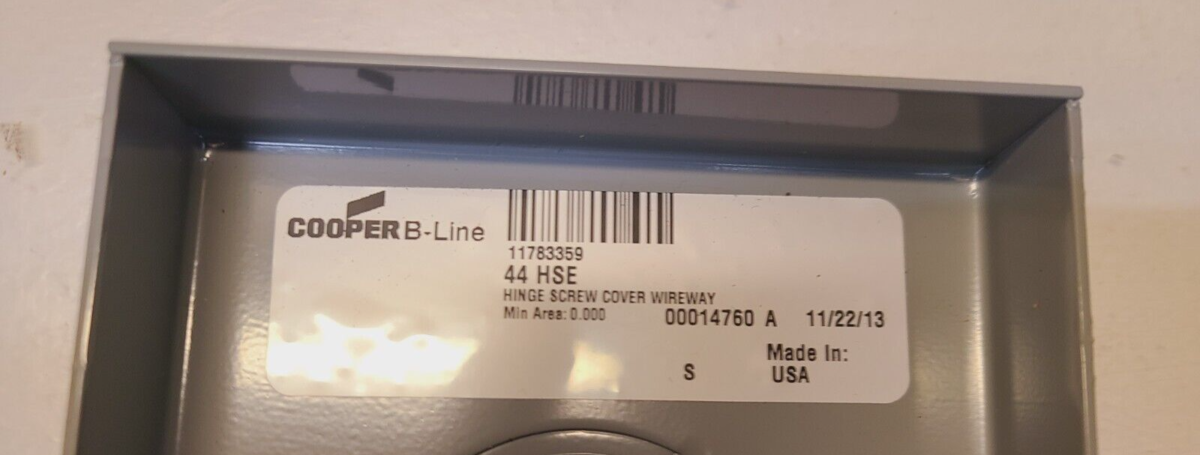 COOPER B-Line
11783359
44 HSE
HINGE SCREW COVER WIREWAY
Min Area: 0.000 00014760 A 11/22/13
Made In:
S USA